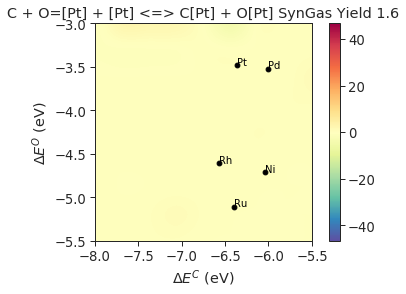 C + O=[Pt] + [Pt] <=> C[Pt] + O[Pt] SynGas Yield 1.6
−3.0
−3.5
−4.0
−4.5
−5.0
−5.5
ΔE^O (eV)
Pt
Pd
Rh
Ni
Ru
−8.0 −7.5 −7.0 −6.5 −6.0 −5.5
ΔE^C (eV)
40
20
0
−20
−40